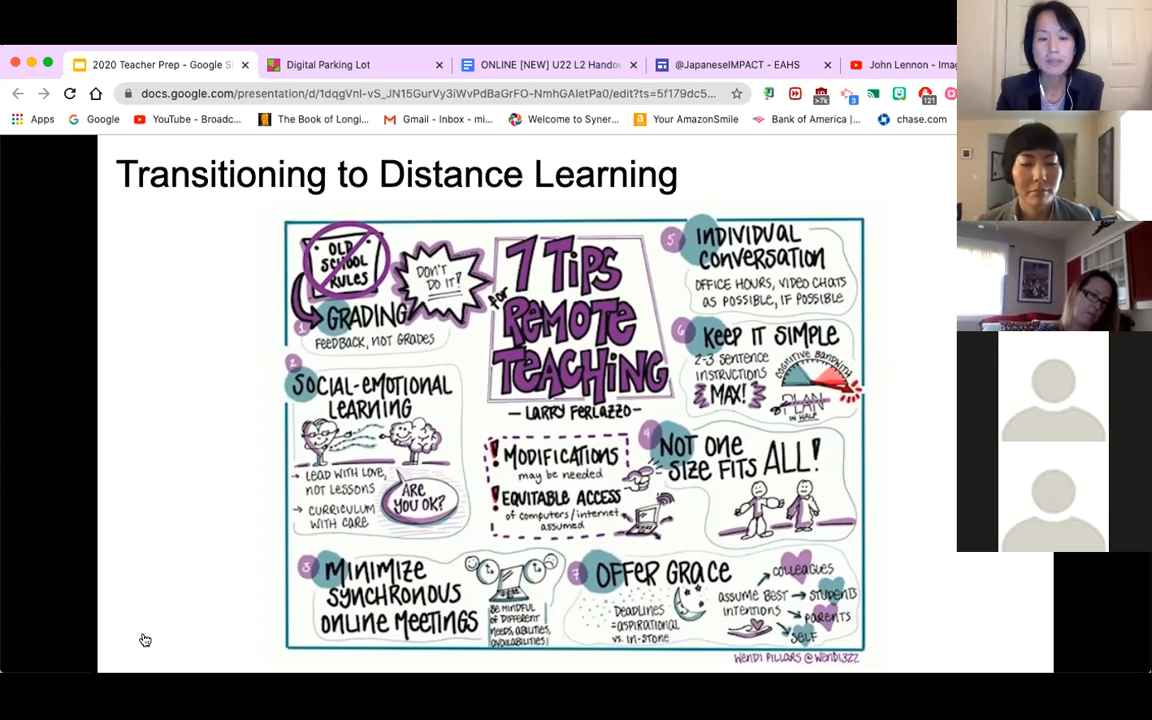 2020 Teacher Prep - Google S
Digital Parking Lot
ONLINE [NEW] U22 L2 Handou
@JapaneseIMPACT - EAHS
John Lennon - Imag
docs.google.com/presentation/d/1dqgVnI-vS_JN15GurVy3iWvPdBaGrFO-NmhGAletPa0/edit?ts=5f179dc5...
>7k
3
121
Apps
Google
YouTube - Broadc...
The Book of Longi...
Gmail - Inbox - mi...
Welcome to Syner...
Your AmazonSmile
Bank of America |...
chase.com
Transitioning to Distance Learning
OLD
SCHOOL
RULES
DON'T
DO IT!
1
GRADING
FEEDBACK, NOT GRADES
2
SOCIAL-EMOTIONAL
LEARNING
→ LEAD WITH LOVE,
NOT LESSONS
→ CURRICULUM
WITH CARE
ARE
YOU OK?
3
MINIMIZE
SYNCHRONOUS
ONLINE MEETINGS
BE MINDFUL
OF DIFFERENT
NEEDS, ABILITIES,
AVAILABILITIES!
7 TIPS
for
REMOTE
TEACHING
- LARRY FERLAZZO -
! MODIFICATIONS
may be needed
! EQUITABLE ACCESS
of computers/internet
assumed
4
NOT ONE
SIZE FITS ALL!
5
INDIVIDUAL
CONVERSATION
OFFICE HOURS, VIDEO CHATS
AS POSSIBLE, IF POSSIBLE
6
KEEP IT SIMPLE
2-3 SENTENCE
INSTRUCTIONS
MAX!
COGNITIVE BANDWITH
PLAN
IN HALF
7
OFFER GRACE
DEADLINES
=ASPIRATIONAL
VS. IN-STONE
ASSUME BEST
INTENTIONS
COLLEAGUES
→ STUDENTS
PARENTS
SELF
WENDI PILLARS @WENDI322